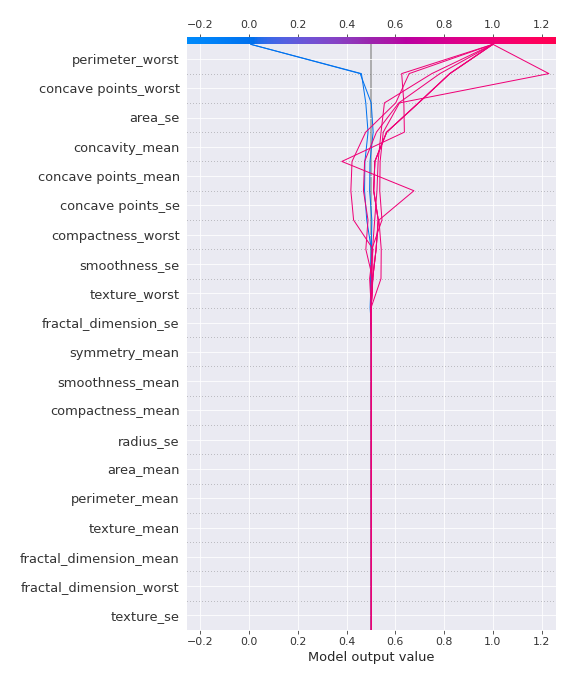 −0.2 0.0 0.2 0.4 0.6 0.8 1.0 1.2
perimeter_worst
concave points_worst
area_se
concavity_mean
concave points_mean
concave points_se
compactness_worst
smoothness_se
texture_worst
fractal_dimension_se
symmetry_mean
smoothness_mean
compactness_mean
radius_se
area_mean
perimeter_mean
texture_mean
fractal_dimension_mean
fractal_dimension_worst
texture_se
−0.2 0.0 0.2 0.4 0.6 0.8 1.0 1.2
Model output value